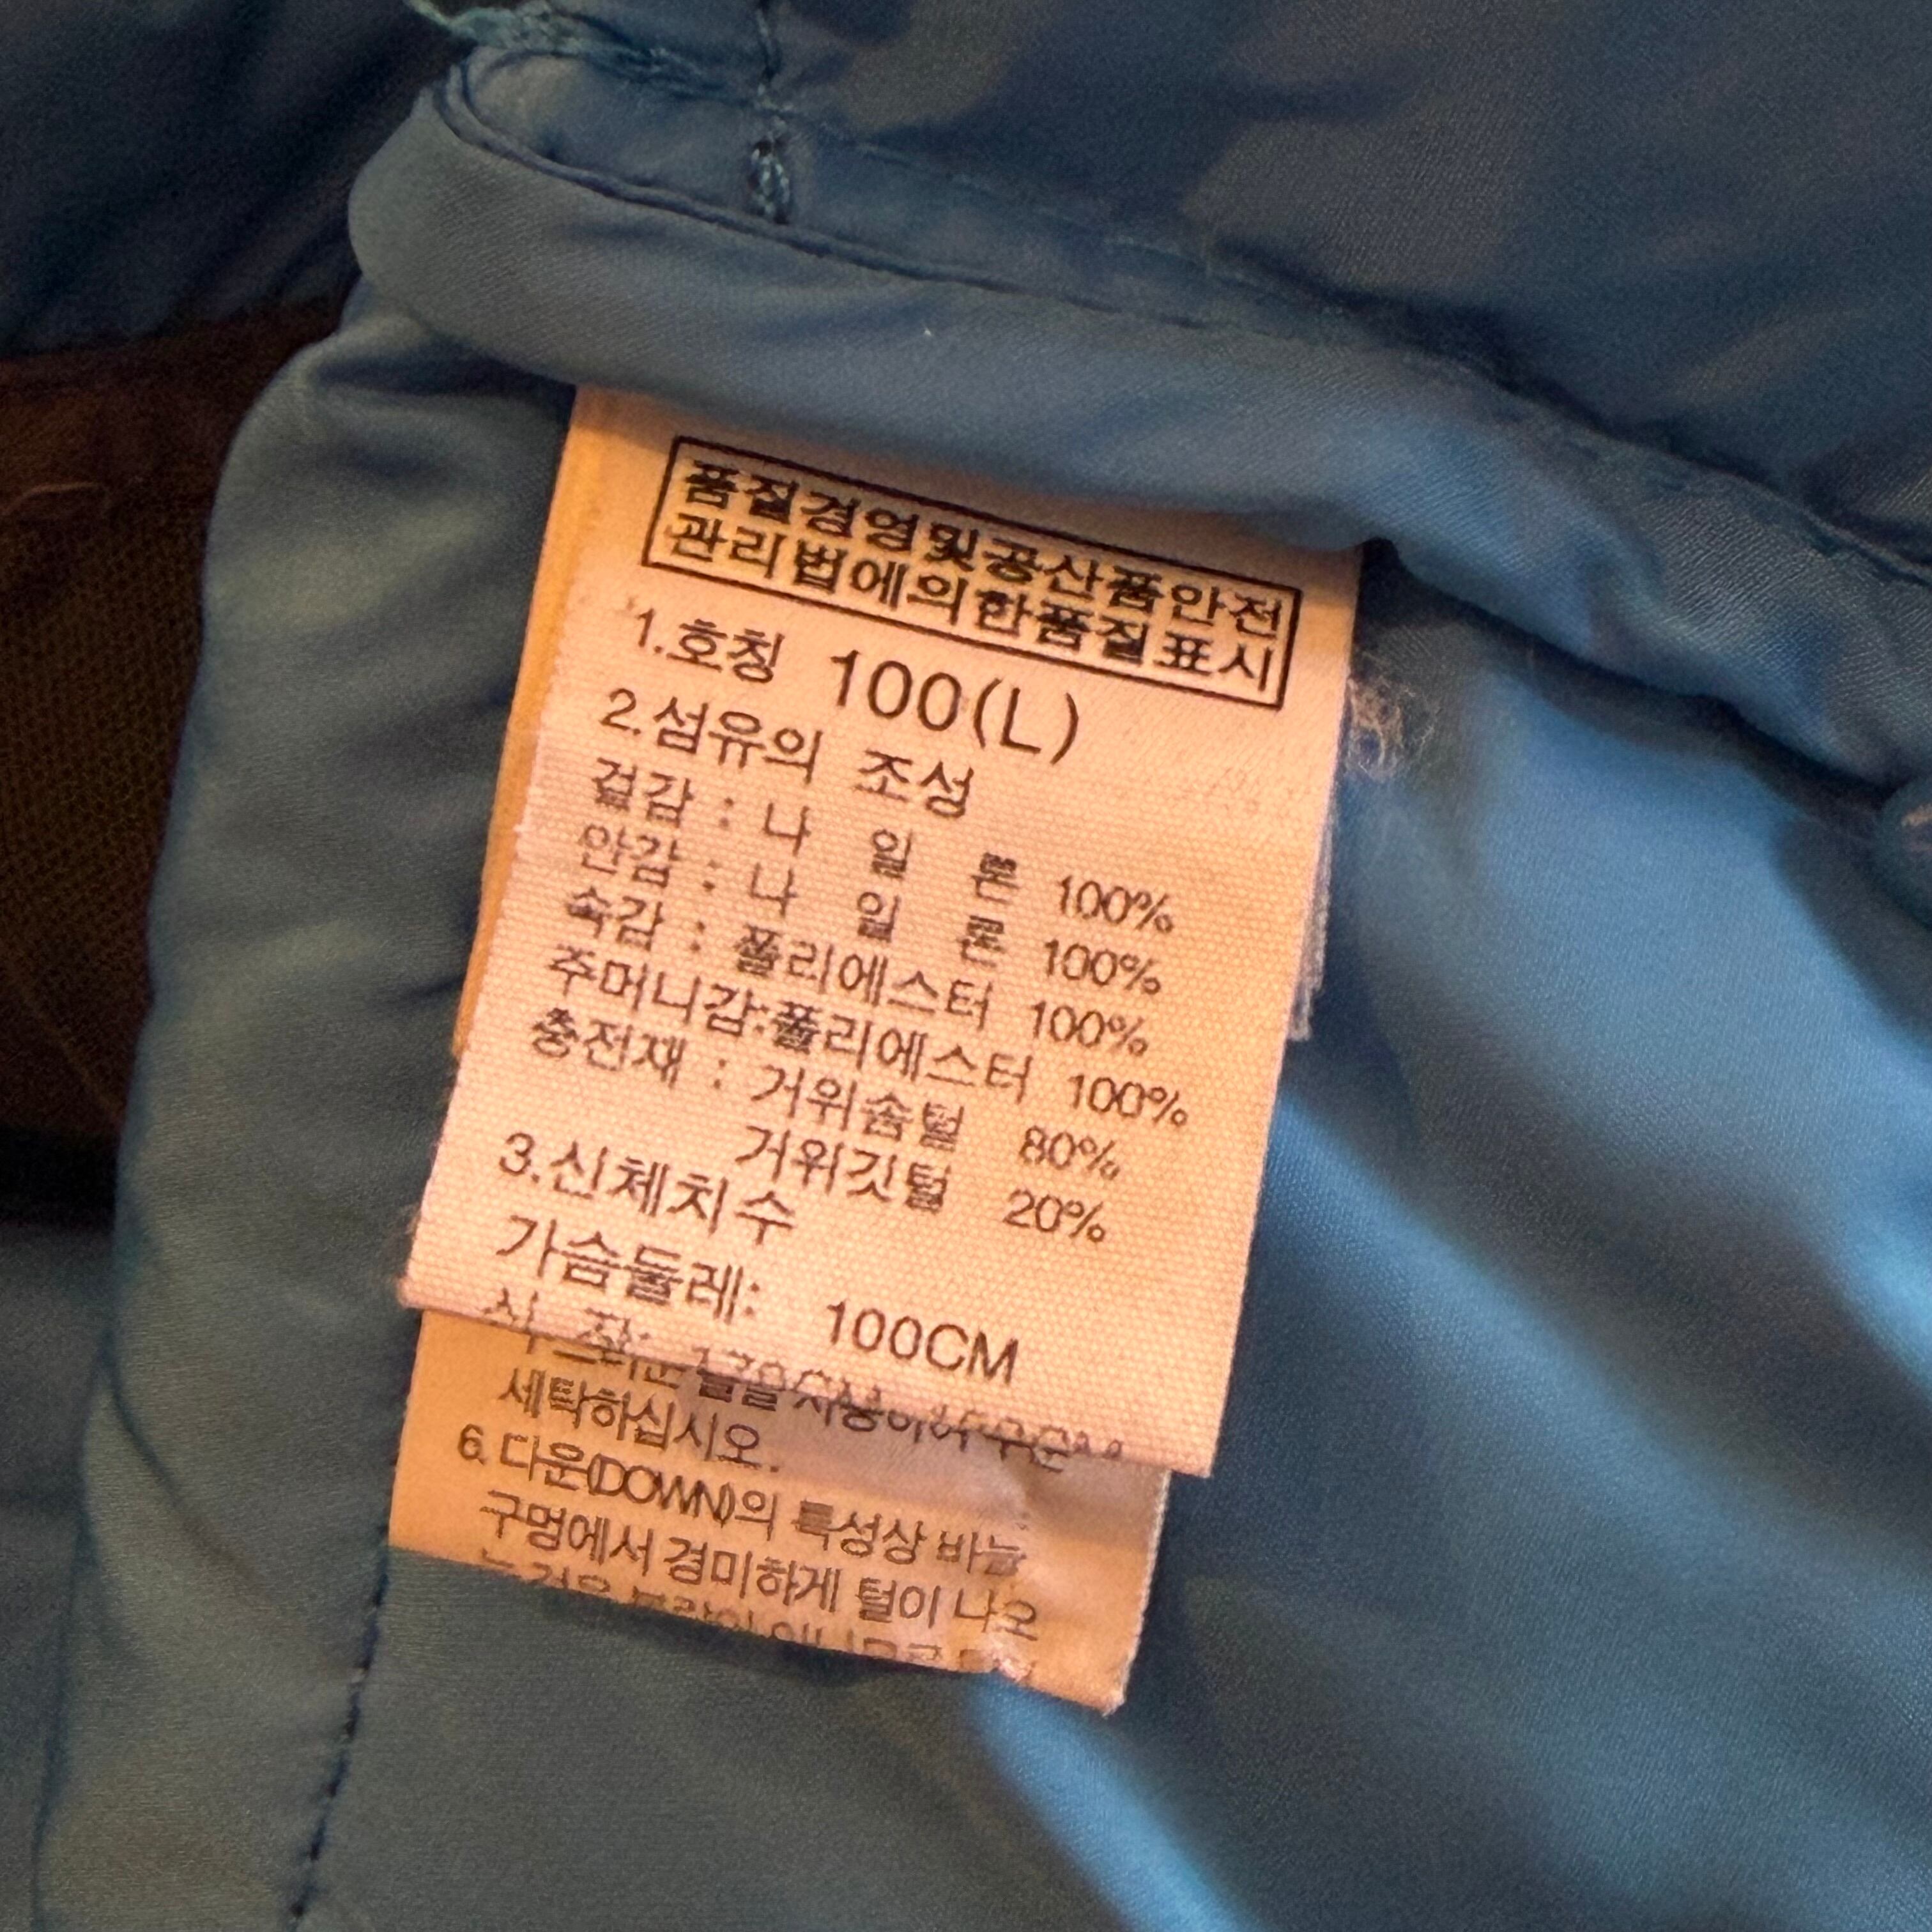 품질경영및공산품안전
관리법에의한품질표시
1.호칭 100(L)
2.섬유의 조성
겉감 : 나 일 론 100%
안감 : 나 일 론 100%
속감 : 폴리에스터 100%
주머니감:폴리에스터 100%
충전재 : 거위솜털 80%
거위깃털 20%
3.신체치수
가슴둘레: 100CM
세탁하십시오.
6. 다운(DOWN)의 특성상 바늘
구멍에서 경미하게 털이 나오